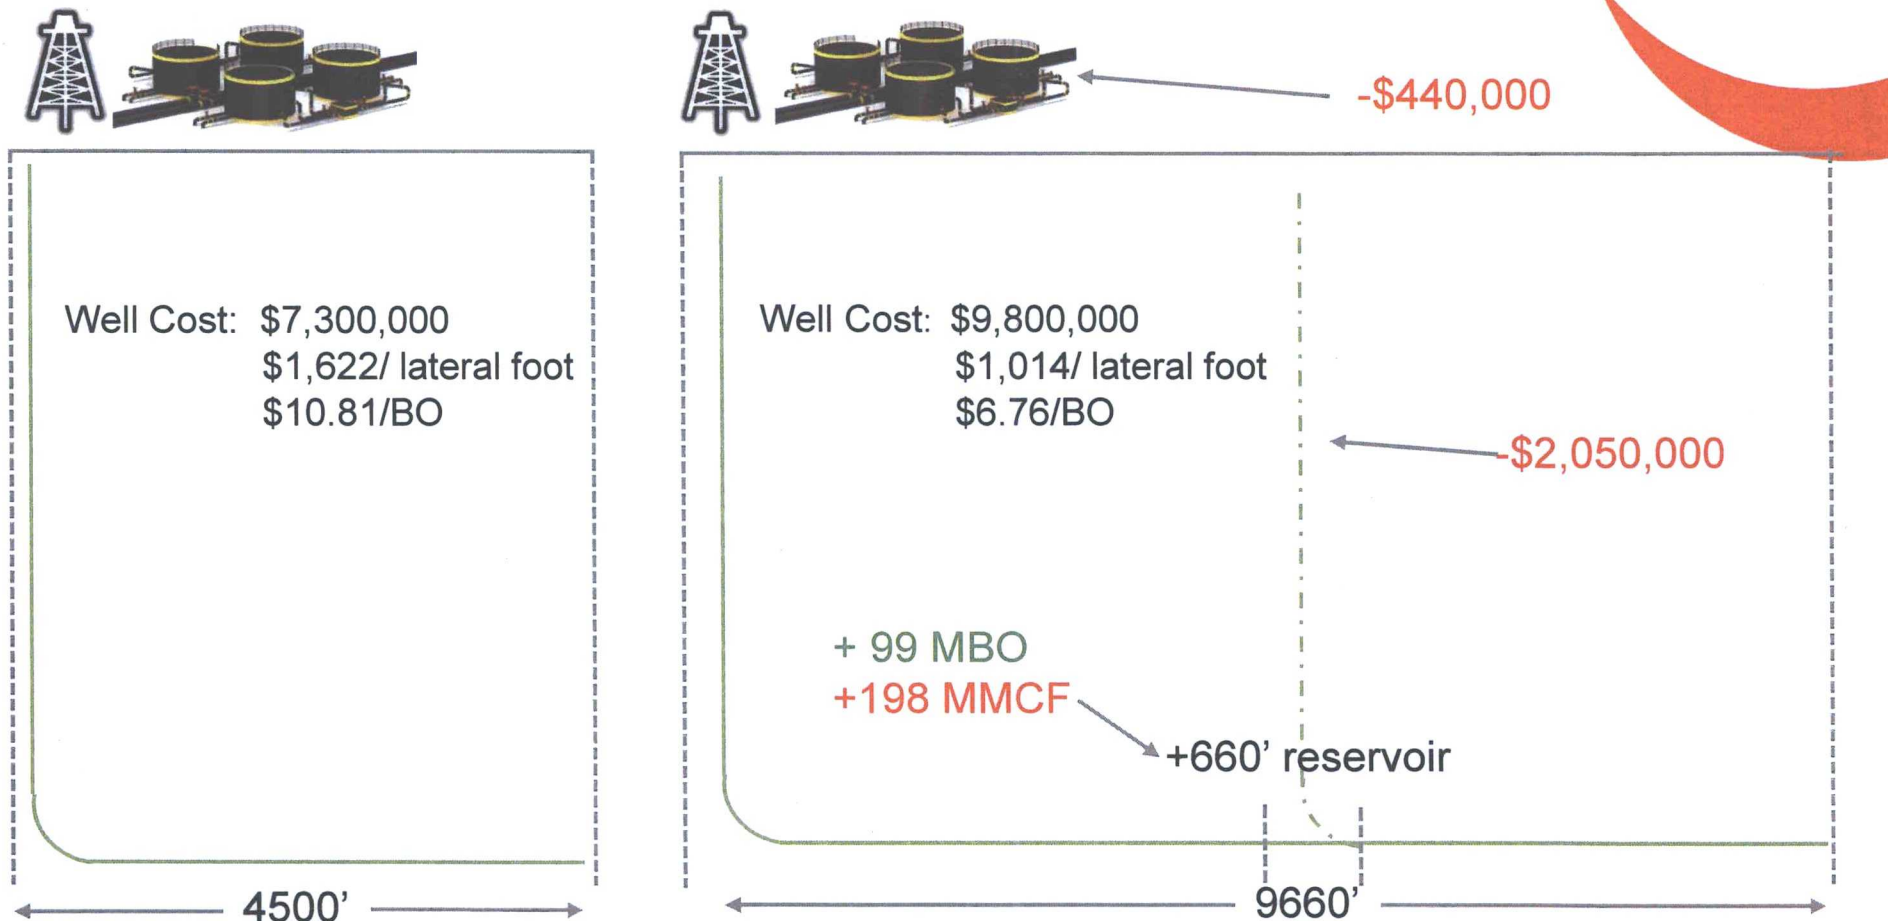 -$440,000
Well Cost: $7,300,000
$1,622/ lateral foot
$10.81/BO
Well Cost: $9,800,000
$1,014/ lateral foot
$6.76/BO
-$2,050,000
+ 99 MBO
+198 MMCF
+660’ reservoir
4500’
9660’